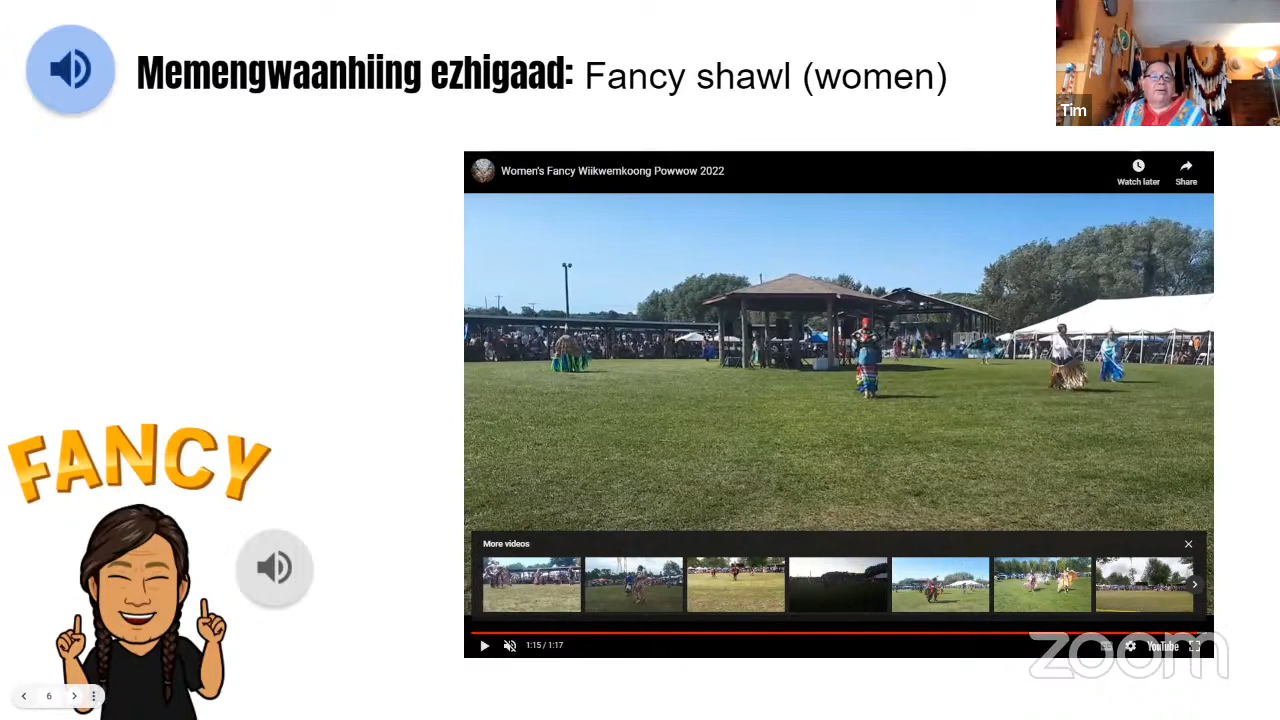 Memengwaanhiing ezhigaad: Fancy shawl (women)
Tim
Women's Fancy Wiikwemkoong Powwow 2022
Watch later
Share
FANCY
More videos
1:15 / 1:17
YouTube
zoom
6